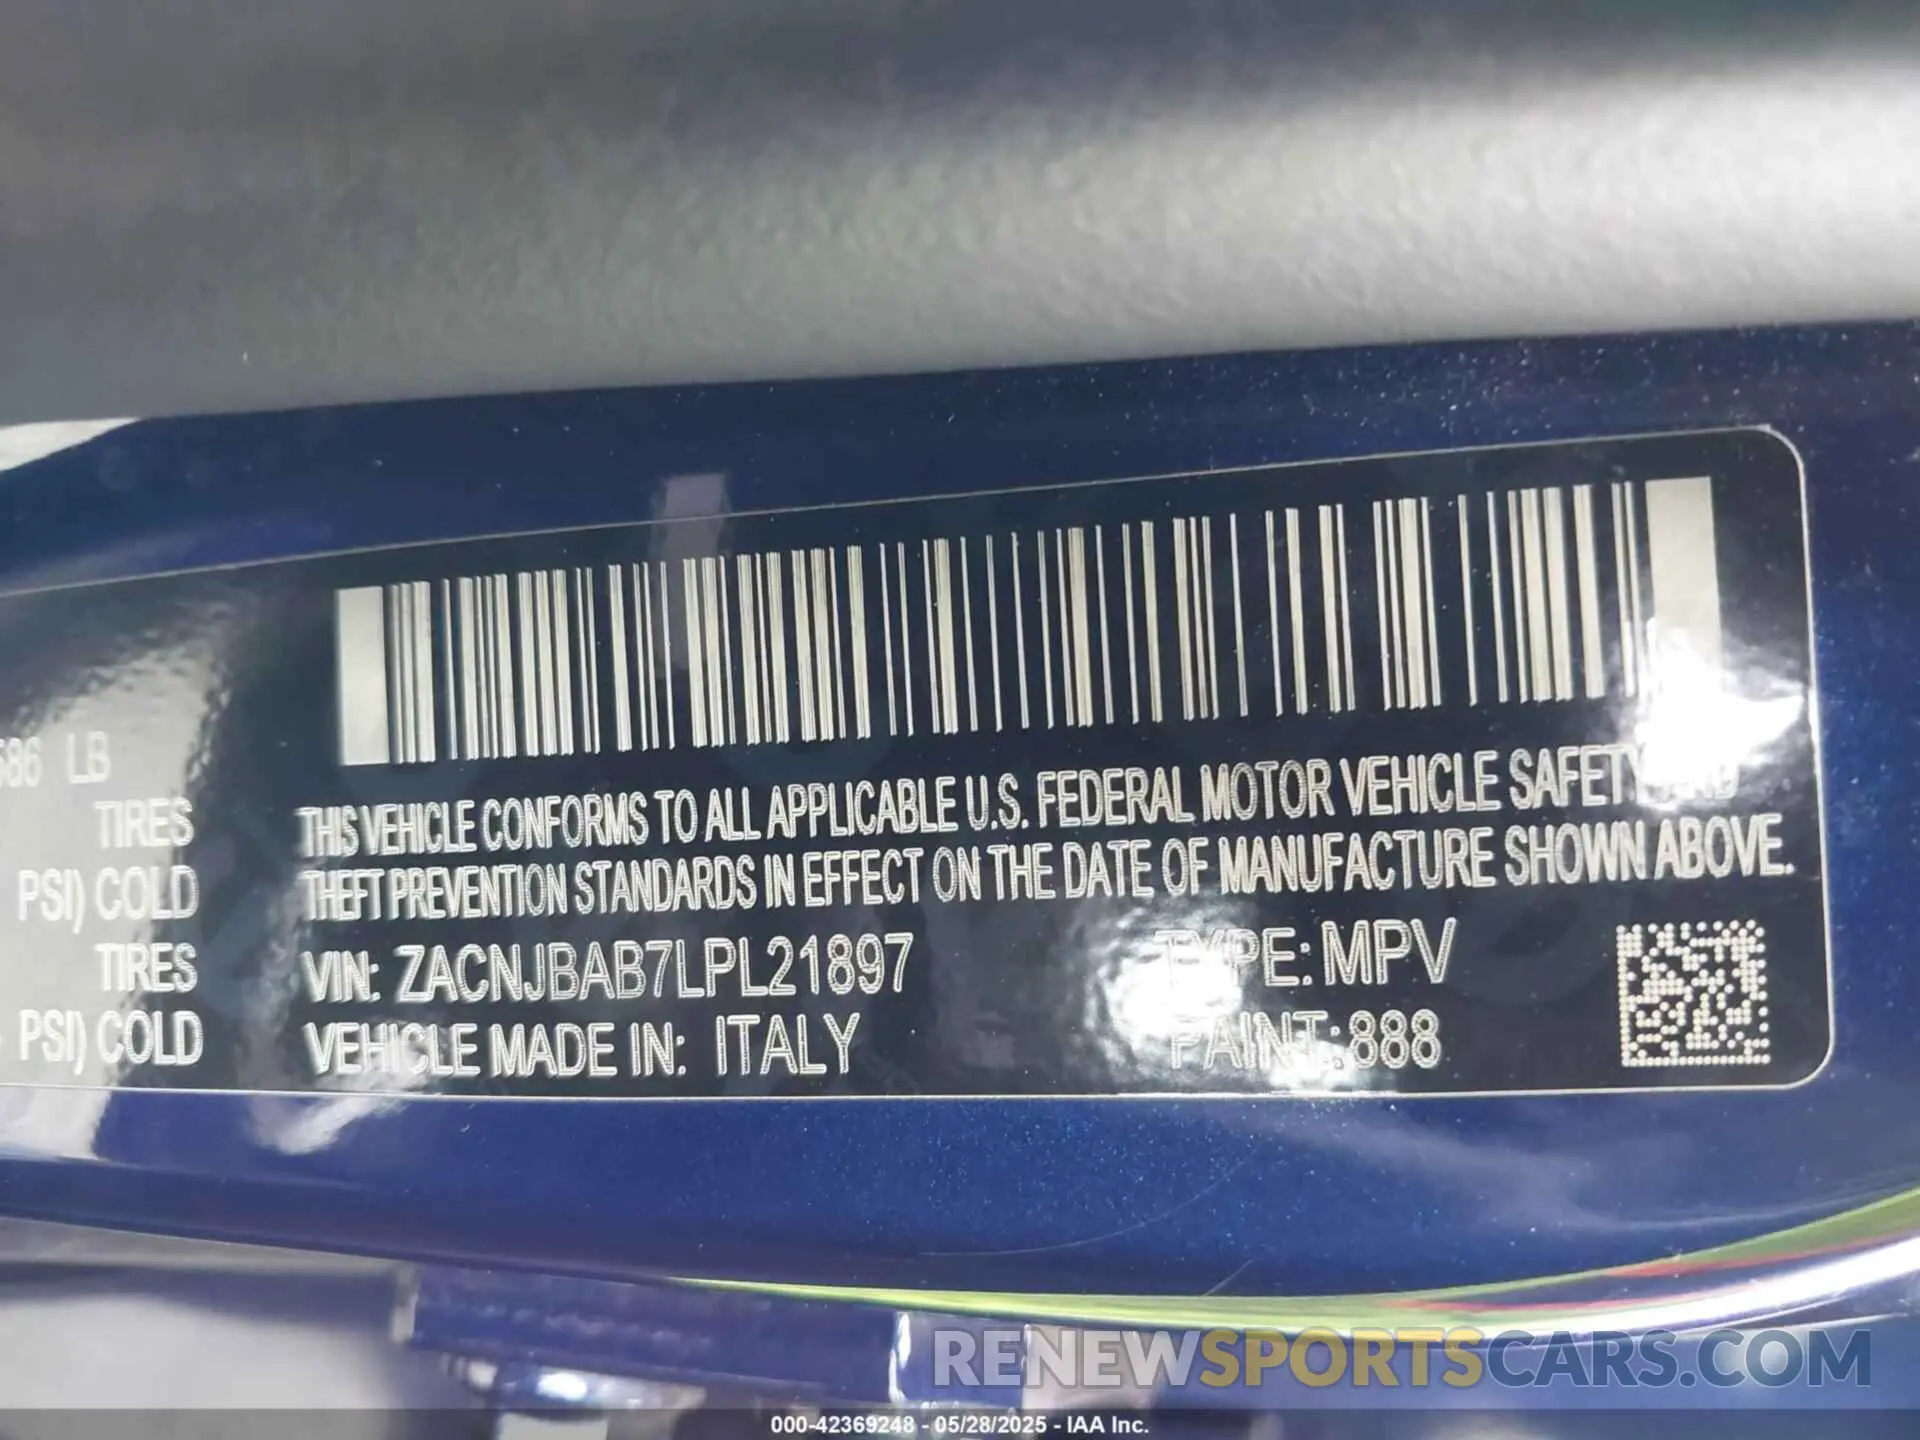 LB
TIRES
PSI) COLD
TIRES
PSI) COLD
THIS VEHICLE CONFORMS TO ALL APPLICABLE U.S. FEDERAL MOTOR VEHICLE SAFETY AND
THEFT PREVENTION STANDARDS IN EFFECT ON THE DATE OF MANUFACTURE SHOWN ABOVE.
VIN: ZACNJBAB7LPL21897 TYPE: MPV
VEHICLE MADE IN: ITALY PAINT: 888
RENEWSPORTSCARS.COM
000-42369248 - 05/28/2025 - IAA Inc.